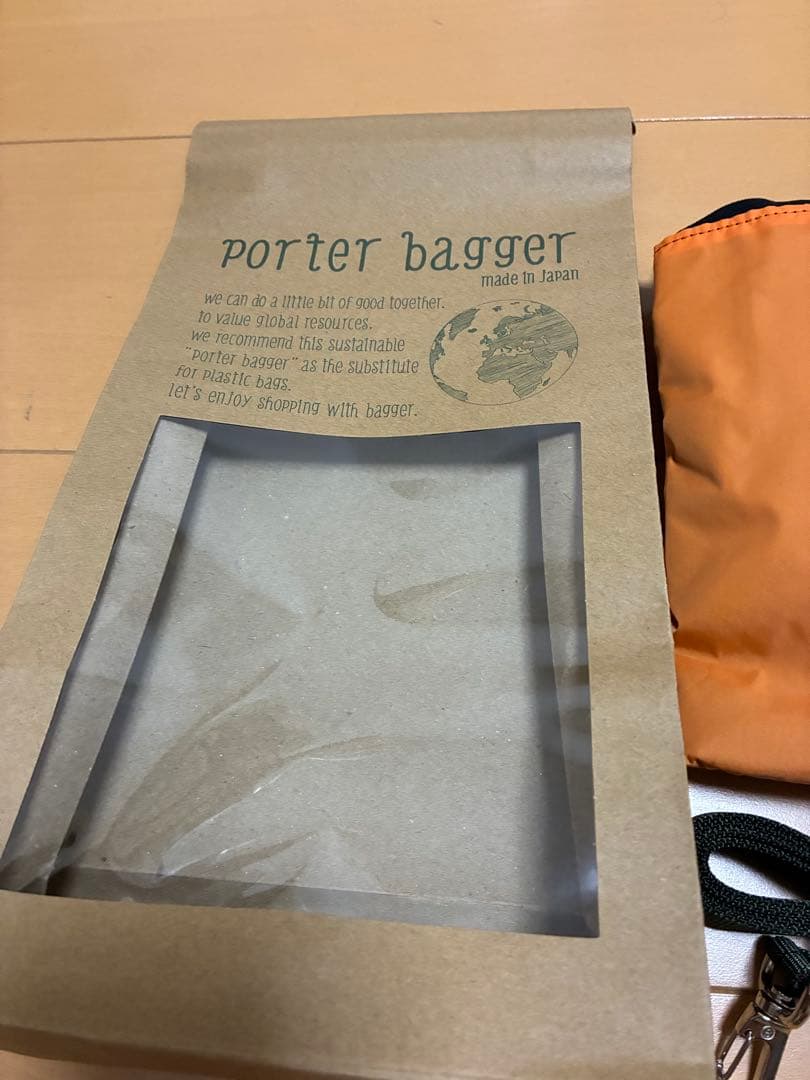 porter bagger
made in Japan
we can do a little bit of good together.
to value global resources.
we recommend this sustainable
"porter bagger" as the substitute
for plastic bags.
let's enjoy shopping with bagger.